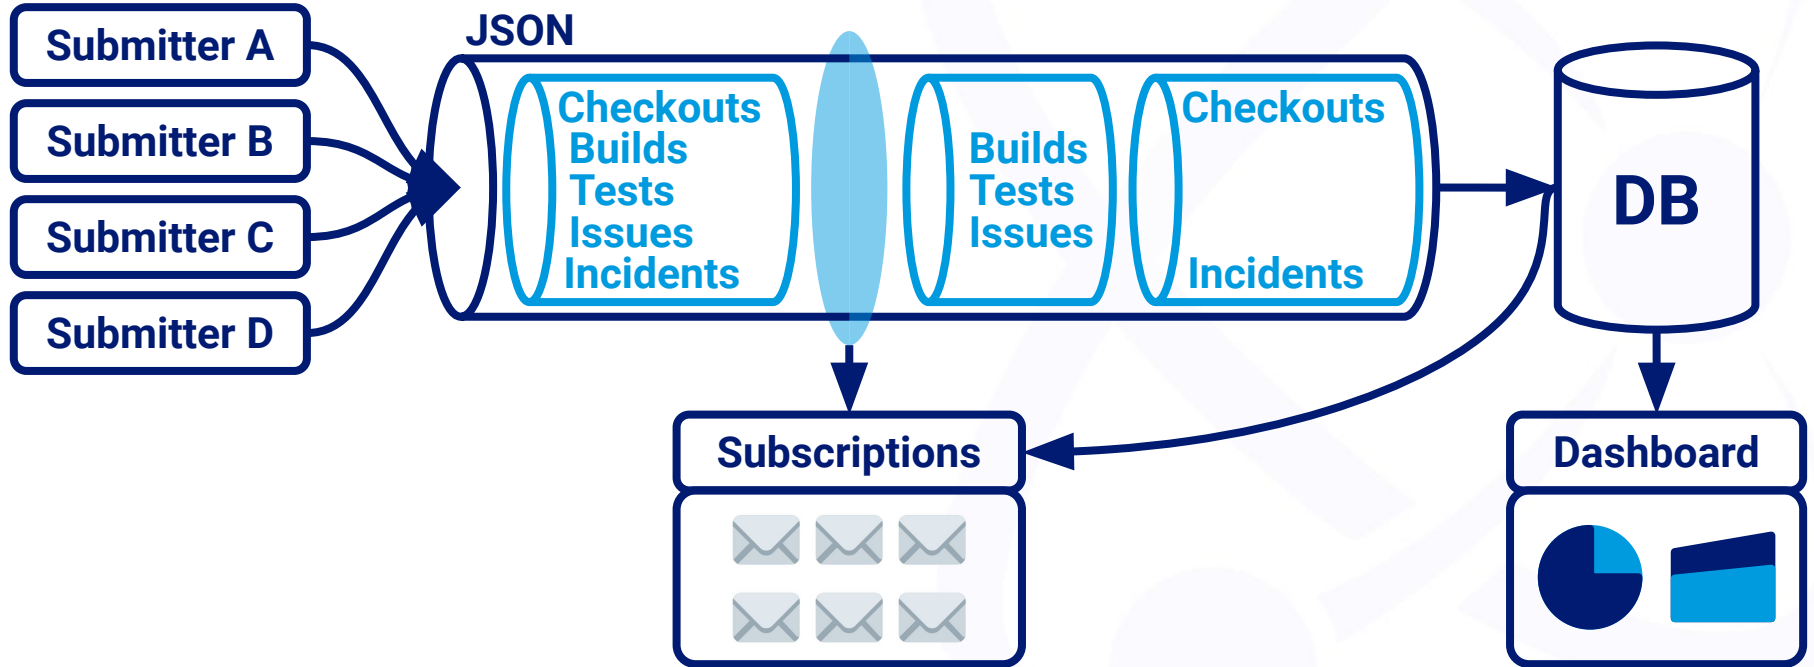 Submitter A
Submitter B
Submitter C
Submitter D
JSON
Checkouts
Builds
Tests
Issues
Incidents
Builds
Tests
Issues
Checkouts
Incidents
DB
Subscriptions
Dashboard